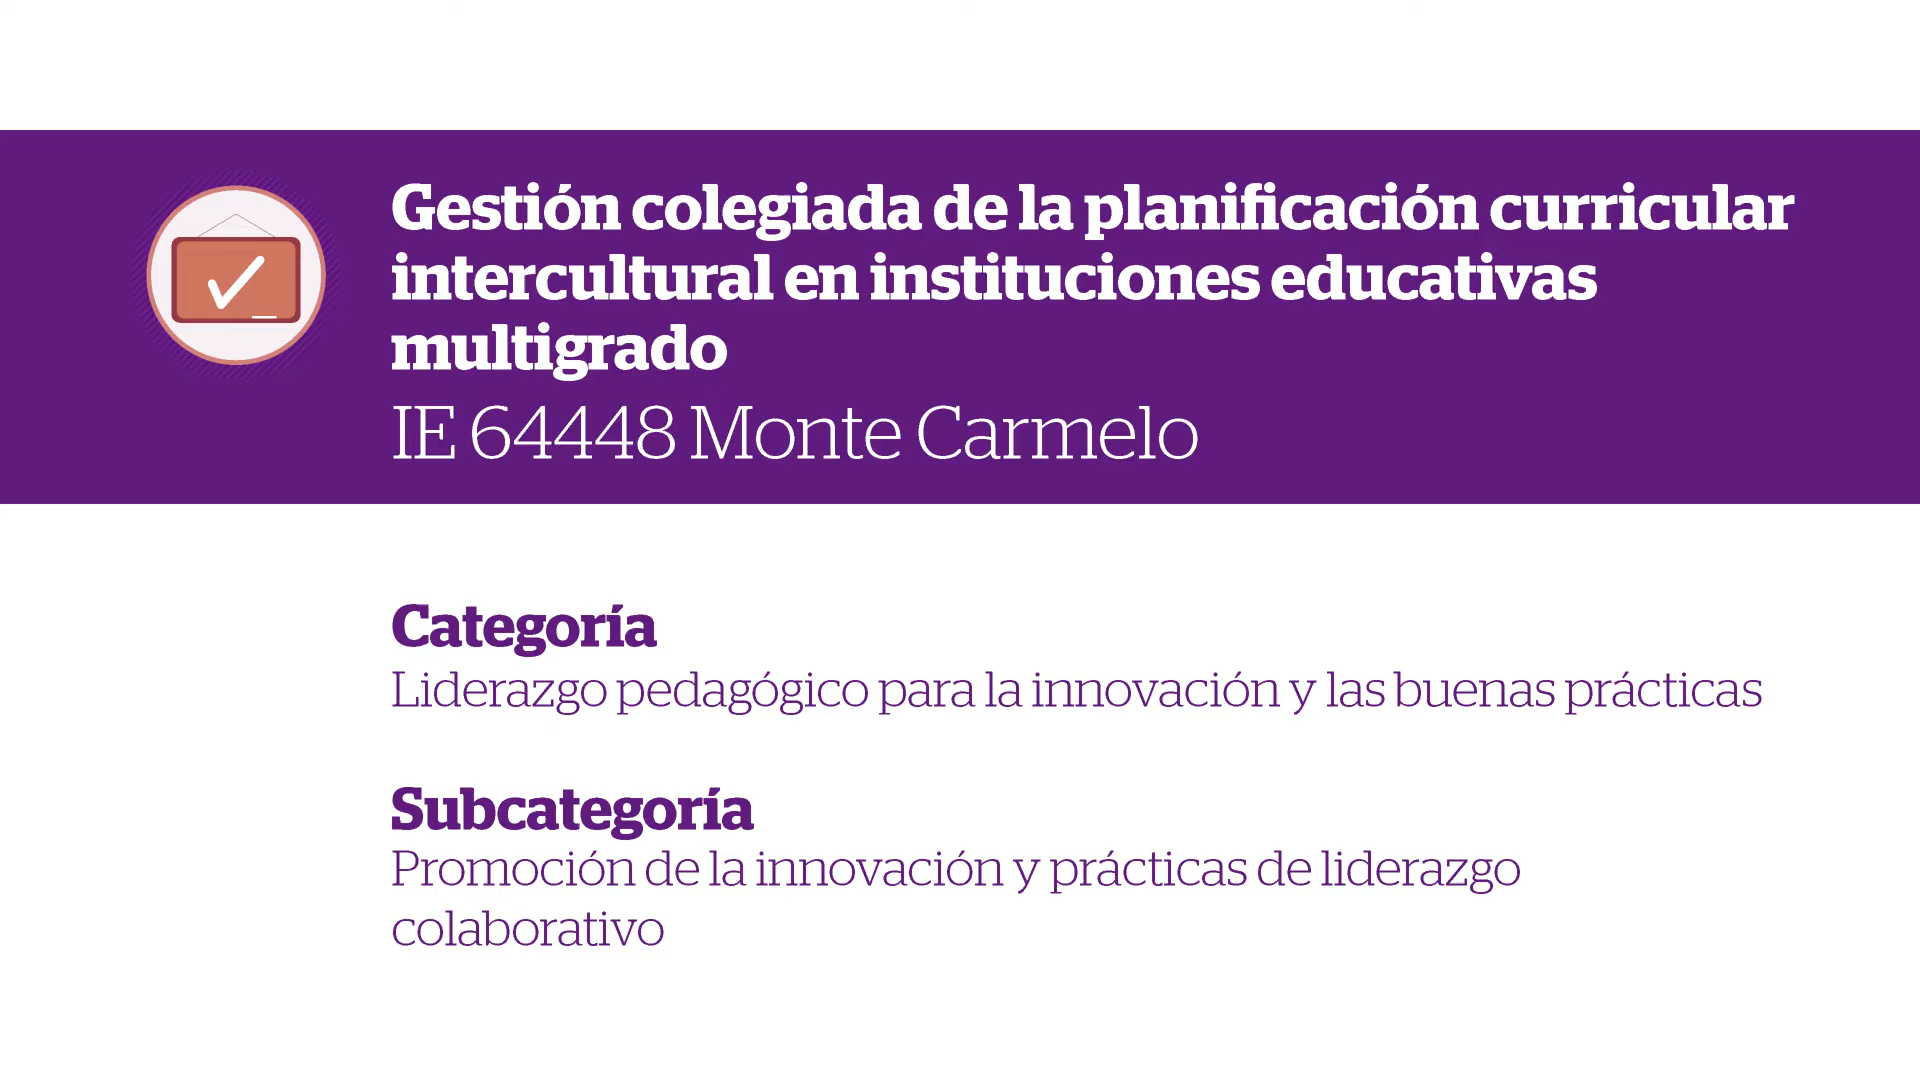 Gestión colegiada de la planificación curricular
intercultural en instituciones educativas
multigrado
IE 64448 Monte Carmelo
Categoría
Liderazgo pedagógico para la innovación y las buenas prácticas
Subcategoría
Promoción de la innovación y prácticas de liderazgo
colaborativo